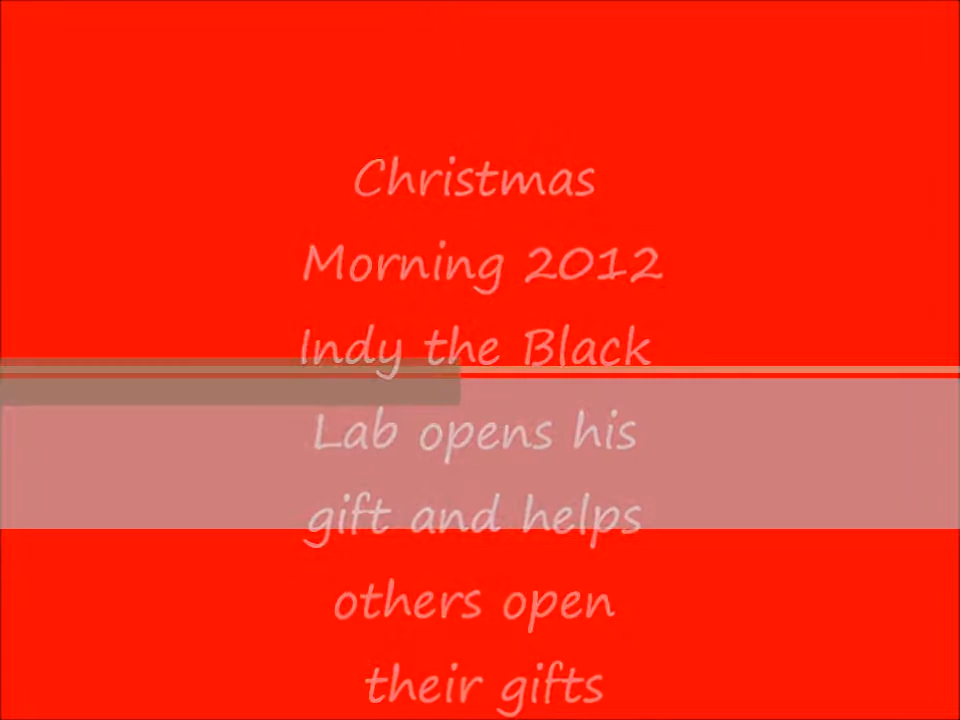 Christmas
Morning 2012
Indy the Black
Lab opens his
gift and helps
others open
their gifts